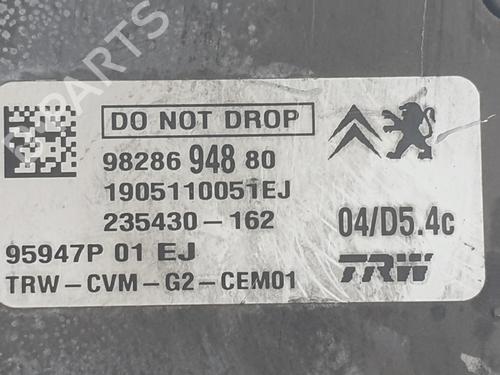 B-PARTS
DO NOT DROP
98286 948 80
1905110051EJ
235430-162
04/D5.4c
95947P 01 EJ
TRW
TRW-CVM-G2-CEM01